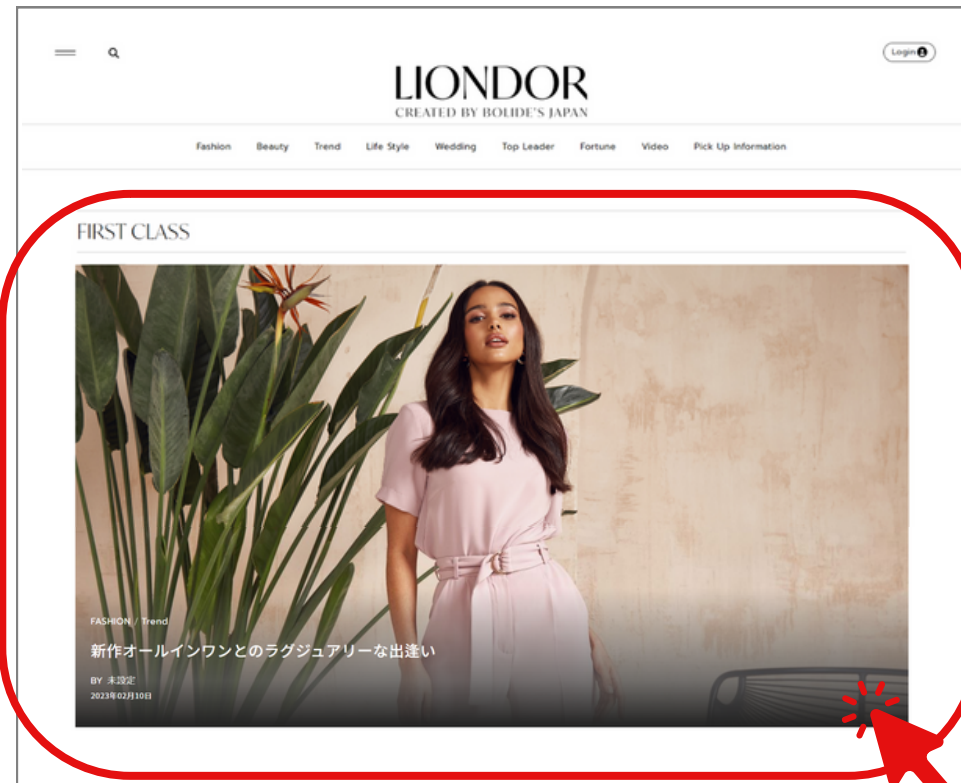 Login
LIONDOR
CREATED BY BOLIDE'S JAPAN
Fashion Beauty Trend Life Style Wedding Top Leader Fortune Video Pick Up Information
FIRST CLASS
FASHION / Trend
新作オールインワンとのラグジュアリーな出逢い
BY 未設定
2023年02月10日